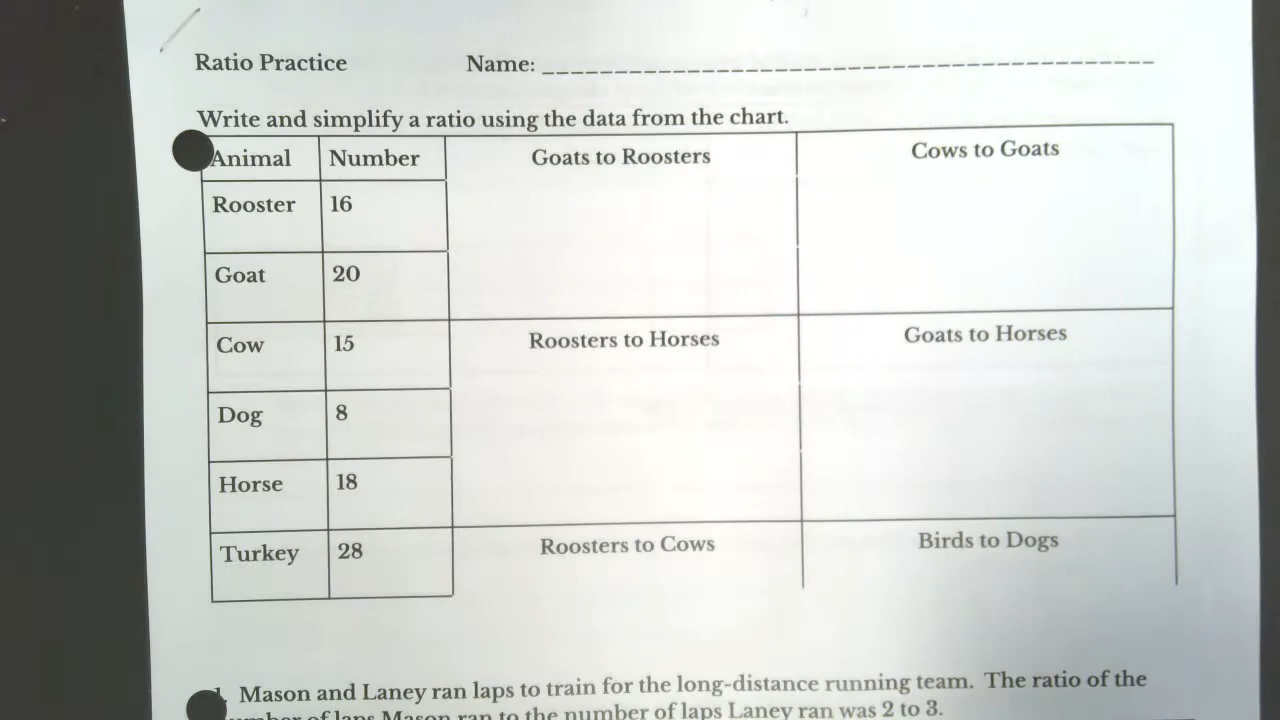 Ratio Practice Name: ________________________________________
Write and simplify a ratio using the data from the chart.
Animal Number Goats to Roosters Cows to Goats
Rooster 16
Goat 20
Cow 15 Roosters to Horses Goats to Horses
Dog 8
Horse 18
Turkey 28 Roosters to Cows Birds to Dogs
Mason and Laney ran laps to train for the long-distance running team. The ratio of the
of laps Mason ran to the number of laps Laney ran was 2 to 3.